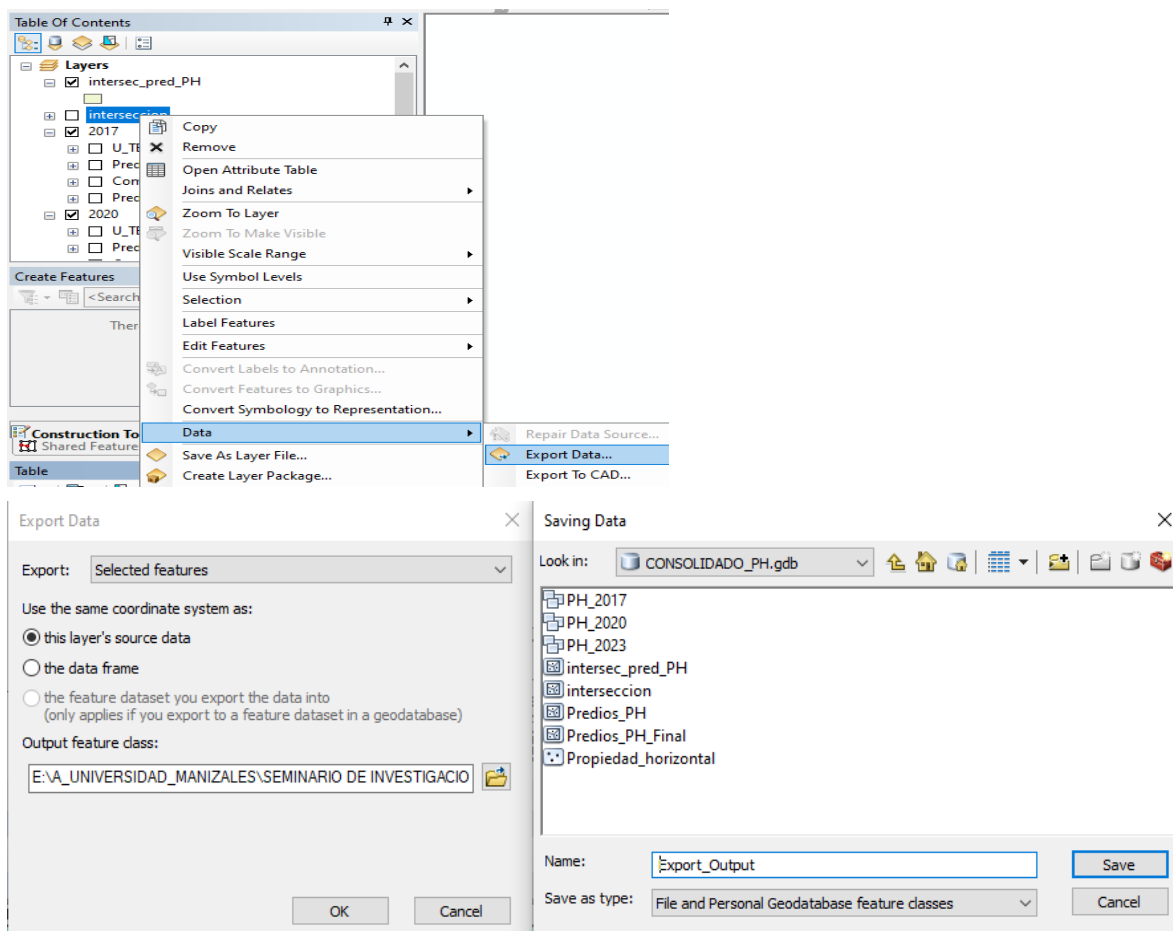 Table Of Contents
Layers
intersec_pred_PH
interseccion
2017
U_TE
Pred
Con
Pred
2020
U_TE
Pred
Create Features
<Search
Ther
Construction To
Shared Feature
Table
Copy
Remove
Open Attribute Table
Joins and Relates
Zoom To Layer
Zoom To Make Visible
Visible Scale Range
Use Symbol Levels
Selection
Label Features
Edit Features
Convert Labels to Annotation...
Convert Features to Graphics...
Convert Symbology to Representation...
Data
Save As Layer File...
Create Layer Package...
Repair Data Source...
Export Data...
Export To CAD...
Export Data
Export: Selected features
Use the same coordinate system as:
this layer's source data
the data frame
the feature dataset you export the data into
(only applies if you export to a feature dataset in a geodatabase)
Output feature class:
E:\A_UNIVERSIDAD_MANIZALES\SEMINARIO DE INVESTIGACIO
OK Cancel
Saving Data
Look in: CONSOLIDADO_PH.gdb
PH_2017
PH_2020
PH_2023
intersec_pred_PH
interseccion
Predios_PH
Predios_PH_Final
Propiedad_horizontal
Name: Export_Output Save
Save as type: File and Personal Geodatabase feature classes Cancel